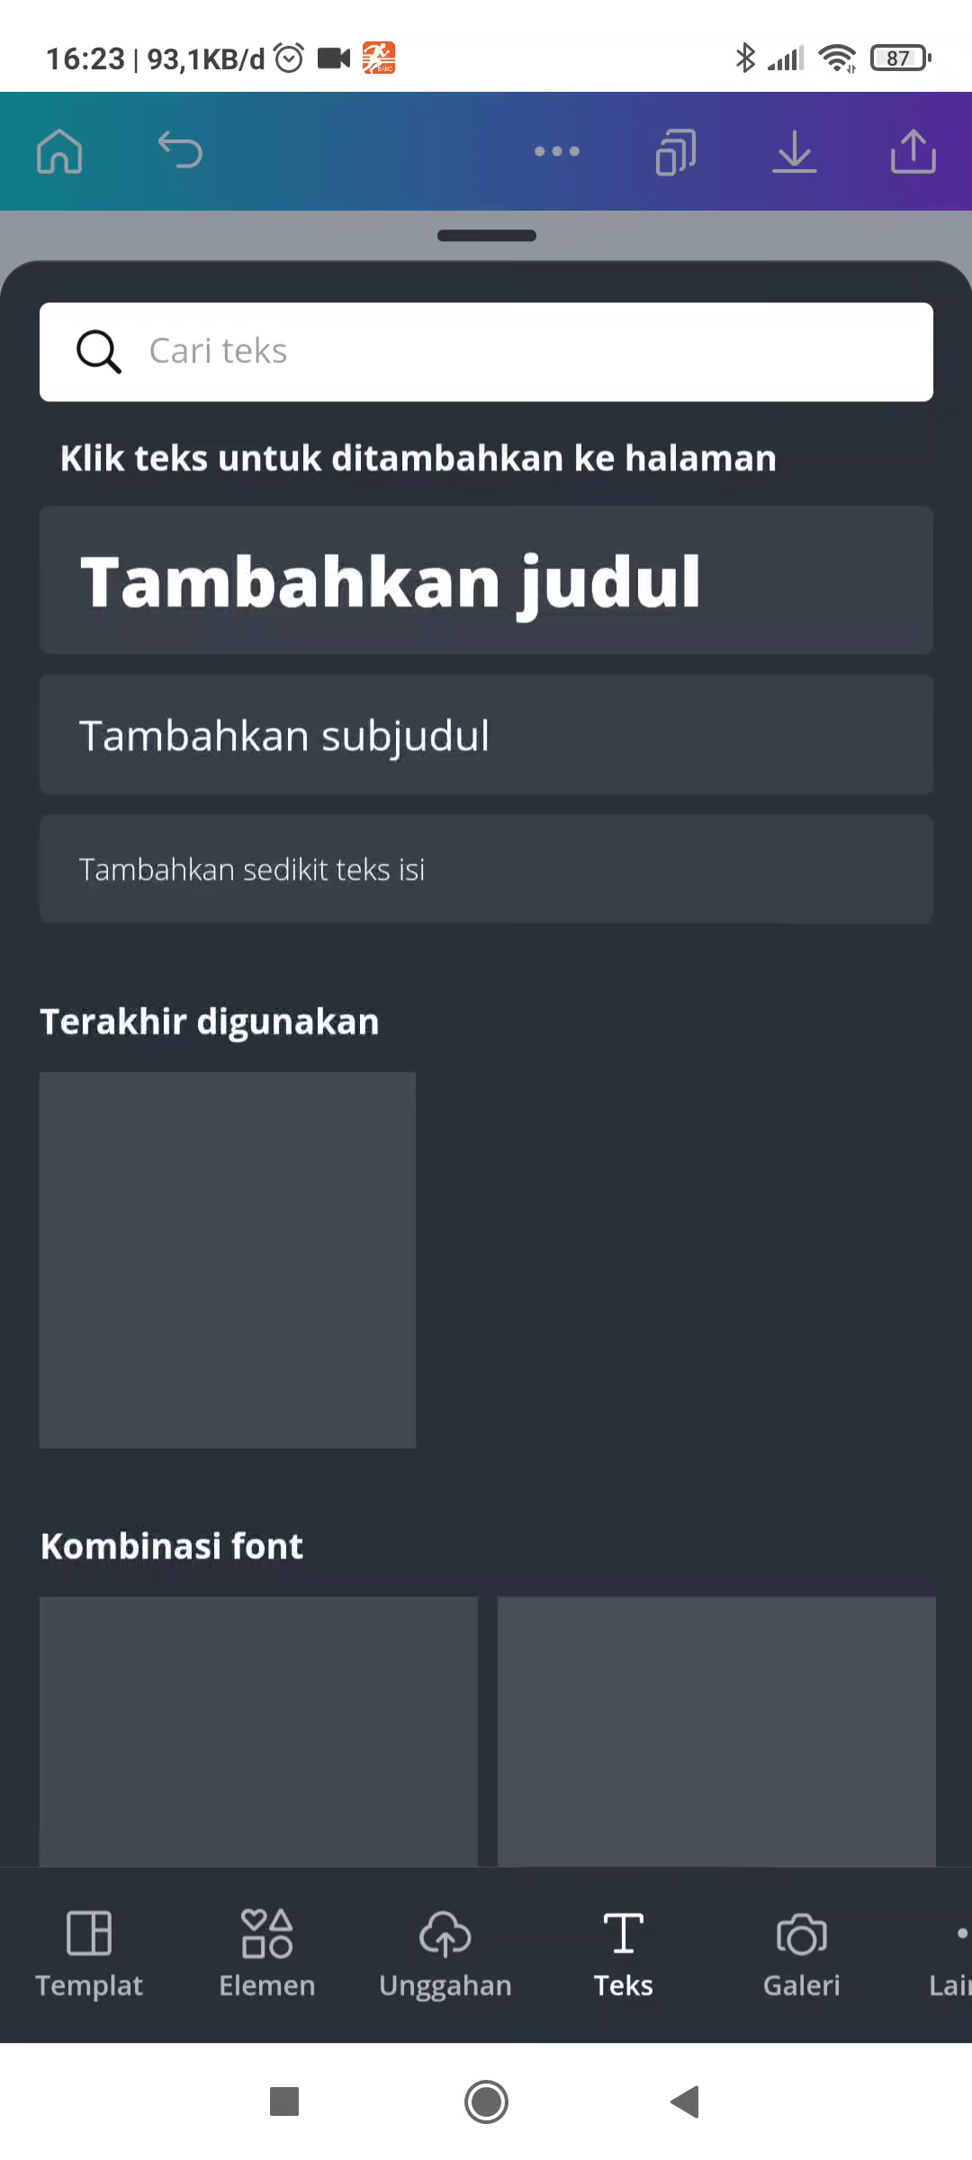 16:23 | 93,1KB/d
87
Cari teks
Klik teks untuk ditambahkan ke halaman
Tambahkan judul
Tambahkan subjudul
Tambahkan sedikit teks isi
Terakhir digunakan
Kombinasi font
Templat Elemen Unggahan Teks Galeri Lain